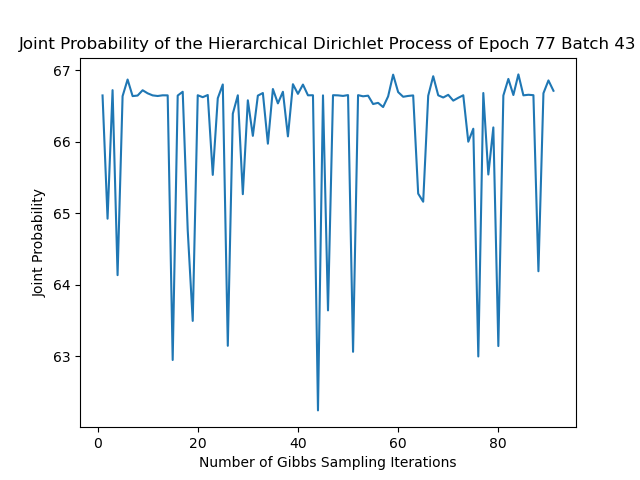 Joint Probability of the Hierarchical Dirichlet Process of Epoch 77 Batch 43
67
66
65
64
63
Joint Probability
0 20 40 60 80
Number of Gibbs Sampling Iterations